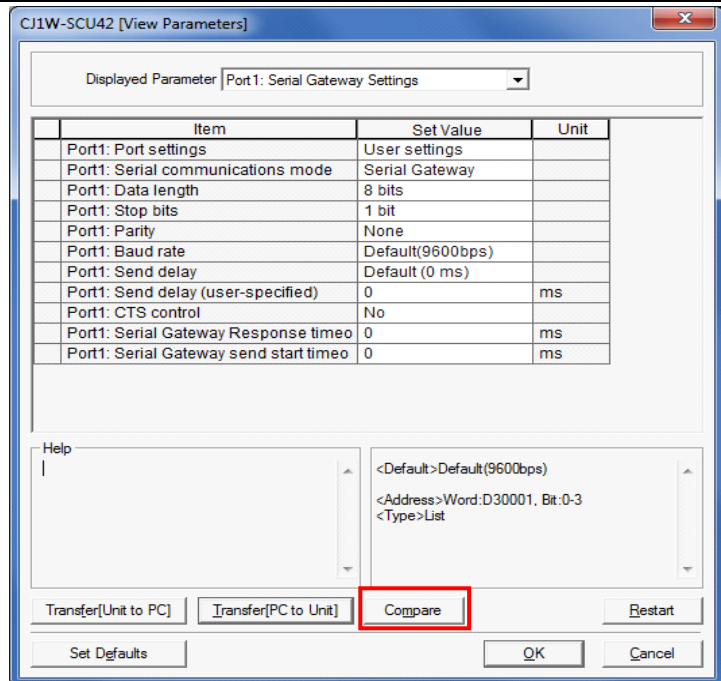 CJ1W-SCU42 [View Parameters]
Displayed Parameter Port1: Serial Gateway Settings
Item Set Value Unit
Port1: Port settings User settings
Port1: Serial communications mode Serial Gateway
Port1: Data length 8 bits
Port1: Stop bits 1 bit
Port1: Parity None
Port1: Baud rate Default(9600bps)
Port1: Send delay Default (0 ms)
Port1: Send delay (user-specified) 0 ms
Port1: CTS control No
Port1: Serial Gateway Response timeo 0 ms
Port1: Serial Gateway send start timeo 0 ms
Help
<Default>Default(9600bps)
<Address>Word:D30001, Bit:0-3
<Type>List
Transfer[Unit to PC] Transfer[PC to Unit] Compare Restart
Set Defaults OK Cancel